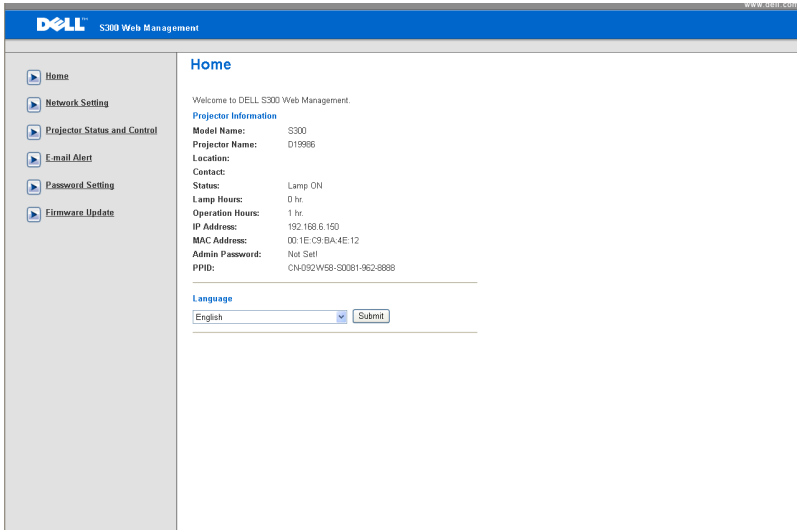 www.dell.com
DELL™ S300 Web Management
Home
Network Setting
Projector Status and Control
E-mail Alert
Password Setting
Firmware Update
Home
Welcome to DELL S300 Web Management.
Projector Information
Model Name: S300
Projector Name: D19986
Location:
Contact:
Status: Lamp ON
Lamp Hours: 0 hr.
Operation Hours: 1 hr.
IP Address: 192.168.6.150
MAC Address: 00:1E:C9:BA:4E:12
Admin Password: Not Set!
PPID: CN-092W58-S0081-962-8888
Language
English Submit